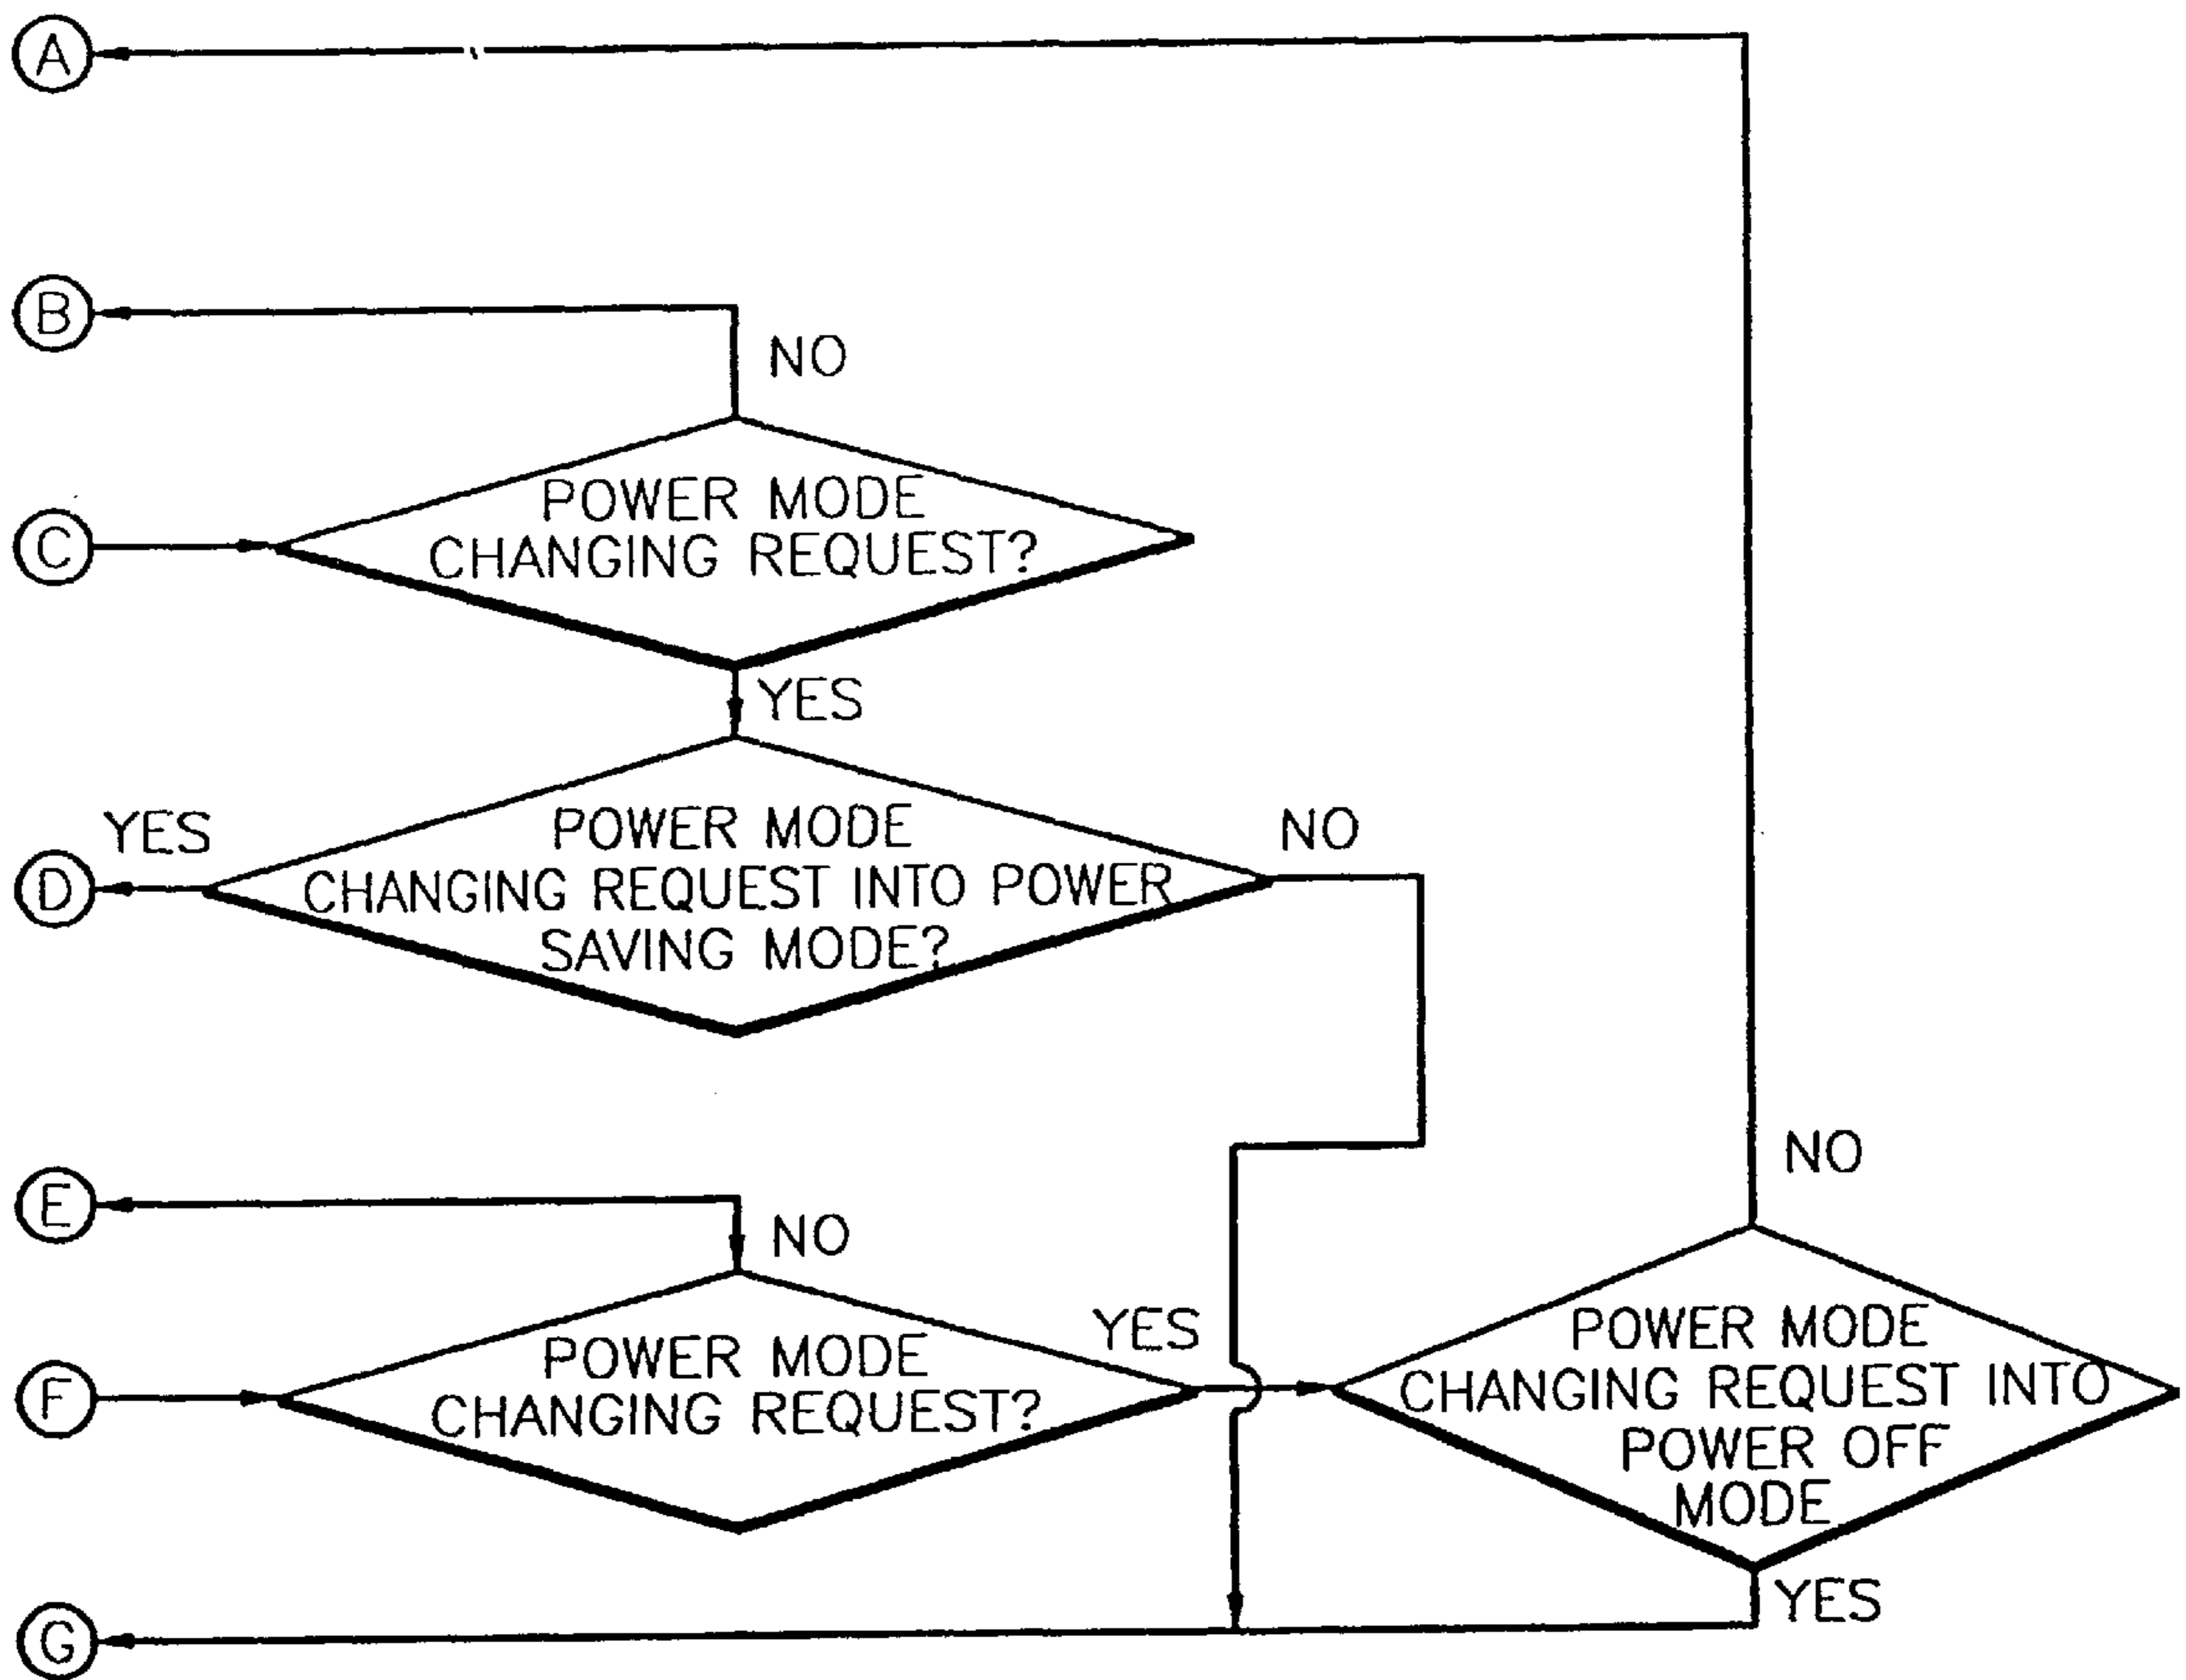 A
B
NO
C
POWER MODE
CHANGING REQUEST?
YES
YES
D
POWER MODE
CHANGING REQUEST INTO POWER
SAVING MODE?
NO
E
NO
F
POWER MODE
CHANGING REQUEST?
YES
NO
POWER MODE
CHANGING REQUEST INTO
POWER OFF
MODE
YES
G